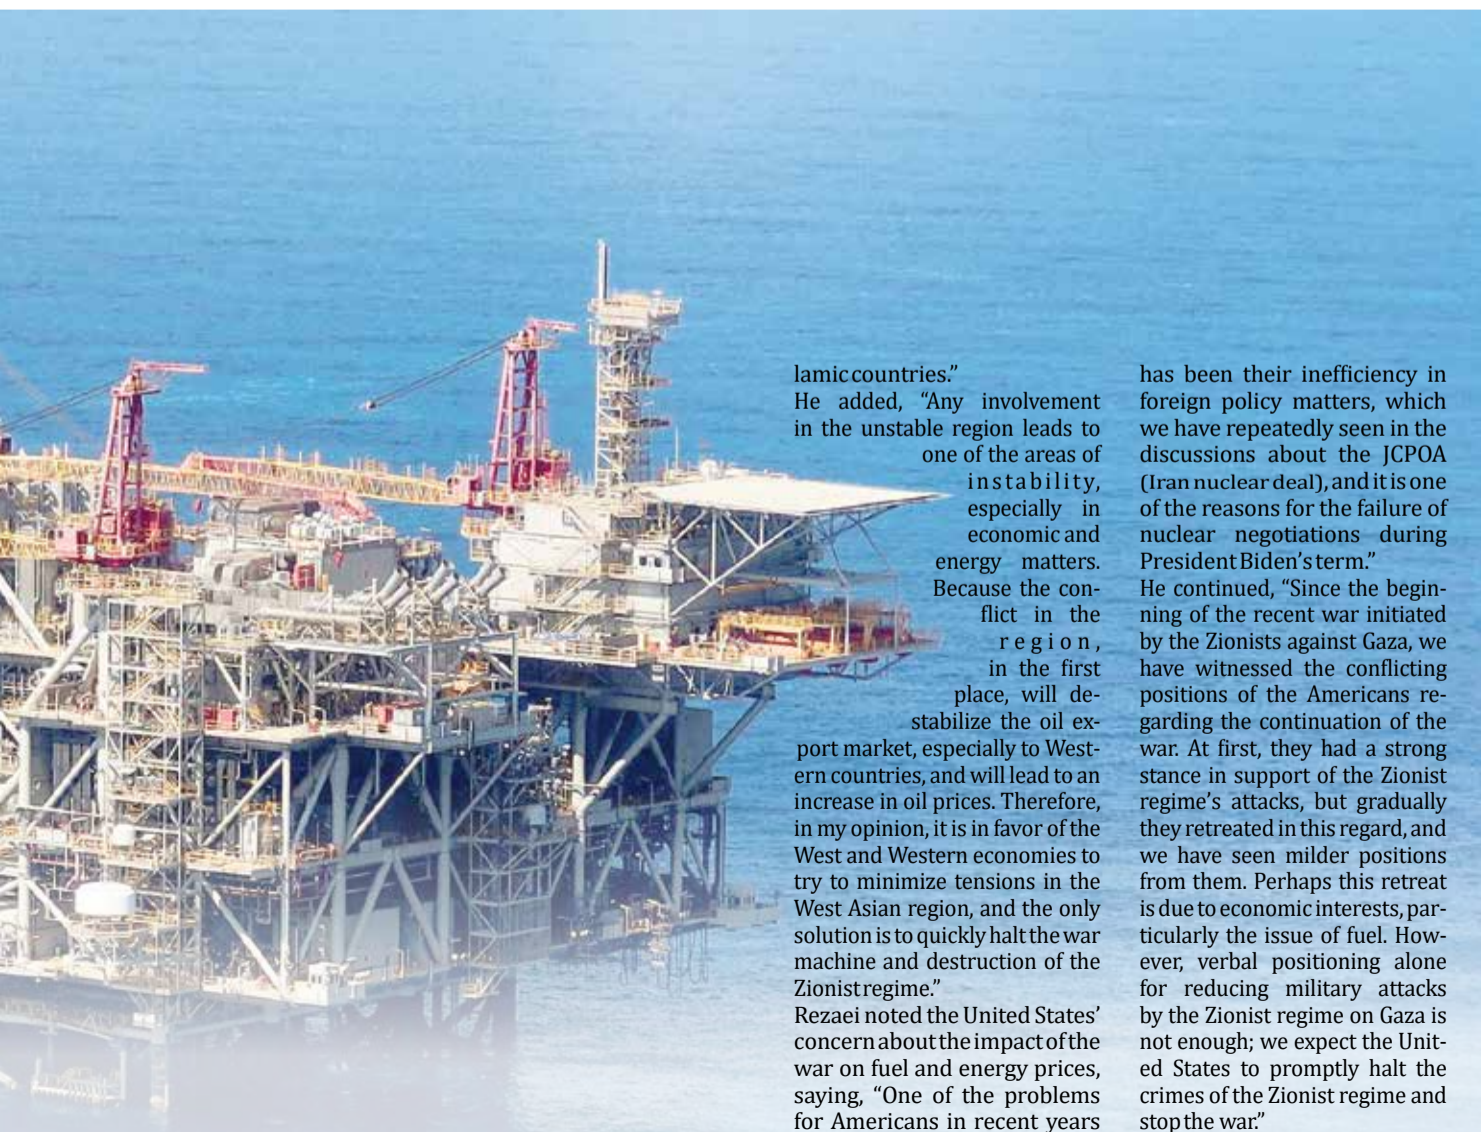 lamic countries.”
He added, “Any involvement
in the unstable region leads to
one of the areas of
instability,
especially in
economic and
energy matters.
Because the con-
flict in the
region,
in the first
place, will de-
stabilize the oil ex-
port market, especially to West-
ern countries, and will lead to an
increase in oil prices. Therefore,
in my opinion, it is in favor of the
West and Western economies to
try to minimize tensions in the
West Asian region, and the only
solution is to quickly halt the war
machine and destruction of the
Zionist regime.”
Rezaei noted the United States’
concern about the impact of the
war on fuel and energy prices,
saying, “One of the problems
for Americans in recent years
has been their inefficiency in
foreign policy matters, which
we have repeatedly seen in the
discussions about the JCPOA
(Iran nuclear deal), and it is one
of the reasons for the failure of
nuclear negotiations during
President Biden’s term.”
He continued, “Since the begin-
ning of the recent war initiated
by the Zionists against Gaza, we
have witnessed the conflicting
positions of the Americans re-
garding the continuation of the
war. At first, they had a strong
stance in support of the Zionist
regime’s attacks, but gradually
they retreated in this regard, and
we have seen milder positions
from them. Perhaps this retreat
is due to economic interests, par-
ticularly the issue of fuel. How-
ever, verbal positioning alone
for reducing military attacks
by the Zionist regime on Gaza is
not enough; we expect the Unit-
ed States to promptly halt the
crimes of the Zionist regime and
stop the war.”